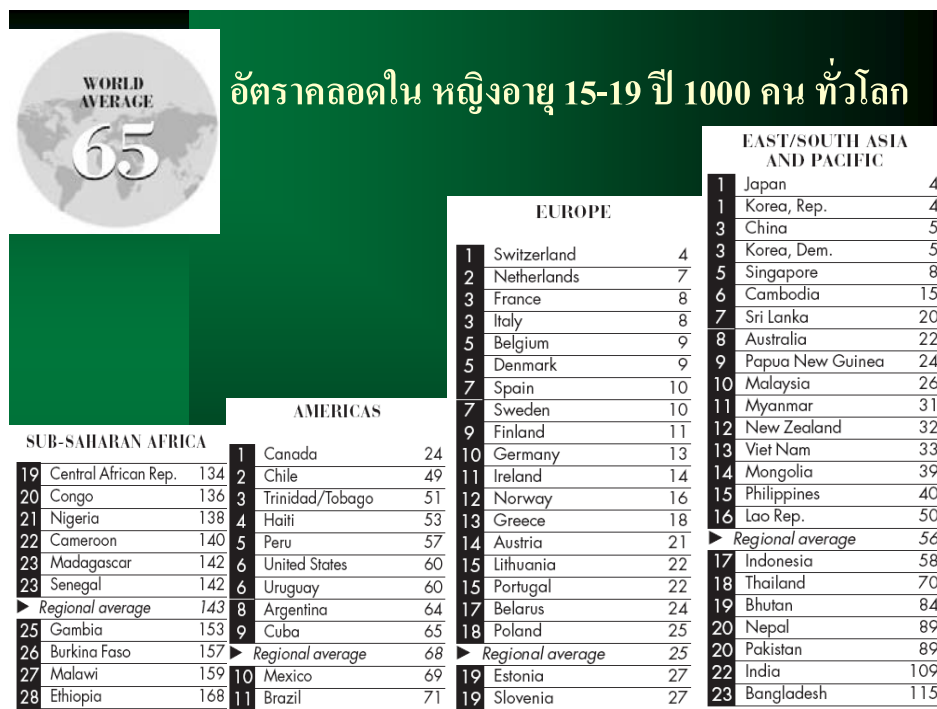 WORLD
AVERAGE
65
อัตราคลอดใน หญิงอายุ 15-19 ปี 1000 คน ทั่วโลก
SUB-SAHARAN AFRICA
19 Central African Rep. 134
20 Congo 136
21 Nigeria 138
22 Cameroon 140
23 Madagascar 142
23 Senegal 142
▶ Regional average 143
25 Gambia 153
26 Burkina Faso 157
27 Malawi 159
28 Ethiopia 168
AMERICAS
1 Canada 24
2 Chile 49
3 Trinidad/Tobago 51
4 Haiti 53
5 Peru 57
6 United States 60
6 Uruguay 60
8 Argentina 64
9 Cuba 65
▶ Regional average 68
10 Mexico 69
11 Brazil 71
EUROPE
1 Switzerland 4
2 Netherlands 7
3 France 8
3 Italy 8
5 Belgium 9
5 Denmark 9
7 Spain 10
7 Sweden 10
9 Finland 11
10 Germany 13
11 Ireland 14
12 Norway 16
13 Greece 18
14 Austria 21
15 Lithuania 22
15 Portugal 22
17 Belarus 24
18 Poland 25
▶ Regional average 25
19 Estonia 27
19 Slovenia 27
EAST/SOUTH ASIA
AND PACIFIC
1 Japan 4
1 Korea, Rep. 4
3 China 5
3 Korea, Dem. 5
5 Singapore 8
6 Cambodia 15
7 Sri Lanka 20
8 Australia 22
9 Papua New Guinea 24
10 Malaysia 26
11 Myanmar 31
12 New Zealand 32
13 Viet Nam 33
14 Mongolia 39
15 Philippines 40
16 Lao Rep. 50
▶ Regional average 56
17 Indonesia 58
18 Thailand 70
19 Bhutan 84
20 Nepal 89
20 Pakistan 89
22 India 109
23 Bangladesh 115